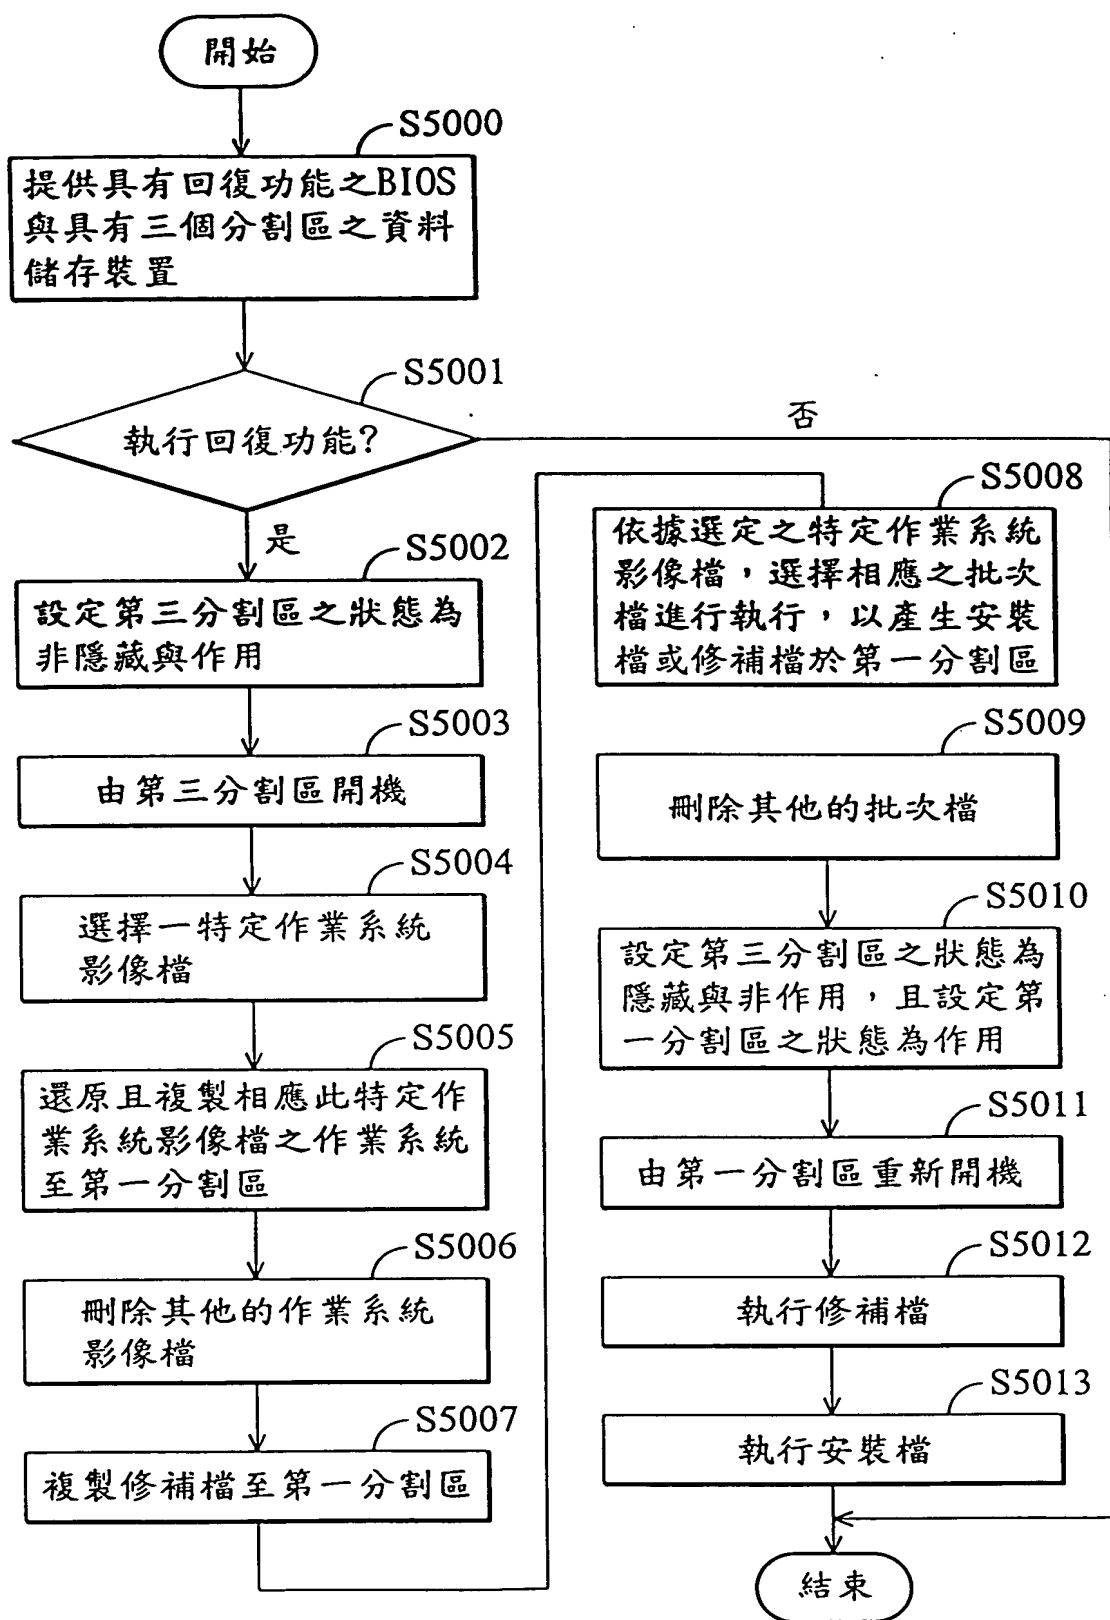 開始
S5000
提供具有回復功能之BIOS
與具有三個分割區之資料
儲存裝置
S5001
執行回復功能?
否
是
S5002
設定第三分割區之狀態為
非隱藏與作用
S5003
由第三分割區開機
S5004
選擇一特定作業系統
影像檔
S5005
還原且複製相應此特定作
業系統影像檔之作業系統
至第一分割區
S5006
刪除其他的作業系統
影像檔
S5007
複製修補檔至第一分割區
S5008
依據選定之特定作業系統
影像檔，選擇相應之批次
檔進行執行，以產生安裝
檔或修補檔於第一分割區
S5009
刪除其他的批次檔
S5010
設定第三分割區之狀態為
隱藏與非作用，且設定第
一分割區之狀態為作用
S5011
由第一分割區重新開機
S5012
執行修補檔
S5013
執行安裝檔
結束